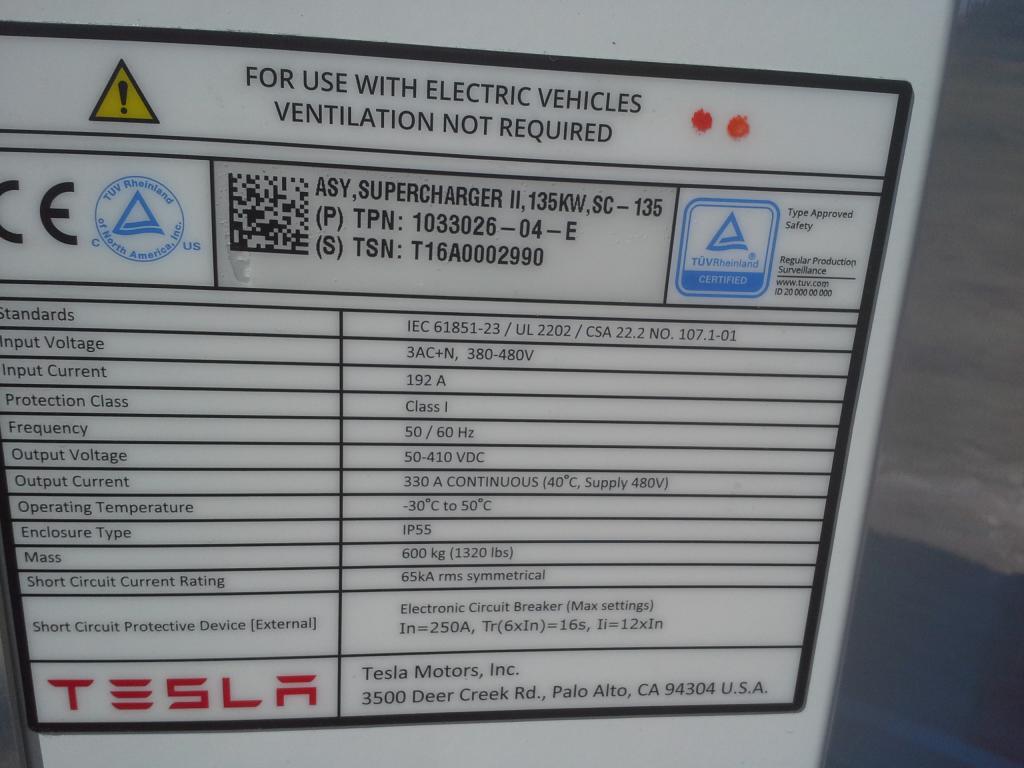 FOR USE WITH ELECTRIC VEHICLES
VENTILATION NOT REQUIRED
CE
TÜV Rheinland
of North America, Inc.
C US
ASY,SUPERCHARGER II,135KW,SC-135
(P) TPN: 1033026-04-E
(S) TSN: T16A0002990
TÜVRheinland®
CERTIFIED
Type Approved
Safety
Regular Production
Surveillance
www.tuv.com
ID 20 000 00 000
Standards IEC 61851-23 / UL 2202 / CSA 22.2 NO. 107.1-01
Input Voltage 3AC+N, 380-480V
Input Current 192 A
Protection Class Class I
Frequency 50 / 60 Hz
Output Voltage 50-410 VDC
Output Current 330 A CONTINUOUS (40°C, Supply 480V)
Operating Temperature -30°C to 50°C
Enclosure Type IP55
Mass 600 kg (1320 lbs)
Short Circuit Current Rating 65kA rms symmetrical
Short Circuit Protective Device [External] Electronic Circuit Breaker (Max settings)
In=250A, Tr(6xIn)=16s, Ii=12xIn
TESLA
Tesla Motors, Inc.
3500 Deer Creek Rd., Palo Alto, CA 94304 U.S.A.